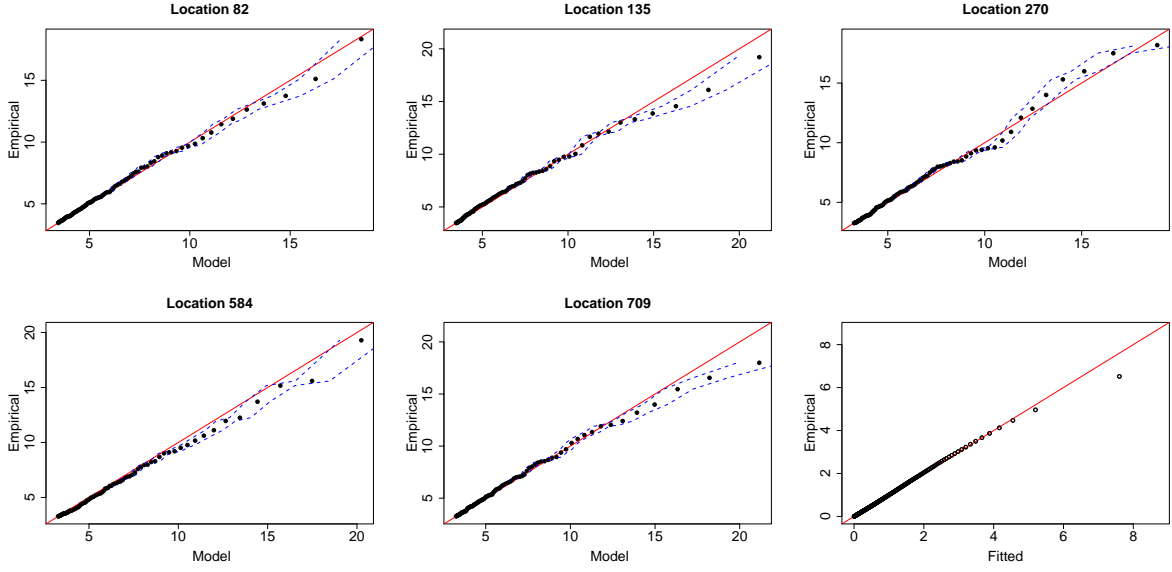 Location 82
Empirical
15
10
5
5 10 15
Model
Location 135
Empirical
20
15
10
5
5 10 15 20
Model
Location 270
Empirical
15
10
5
5 10 15
Model
Location 584
Empirical
20
15
10
5
5 10 15 20
Model
Location 709
Empirical
20
15
10
5
5 10 15 20
Model
Empirical
8
6
4
2
0
0 2 4 6 8
Fitted